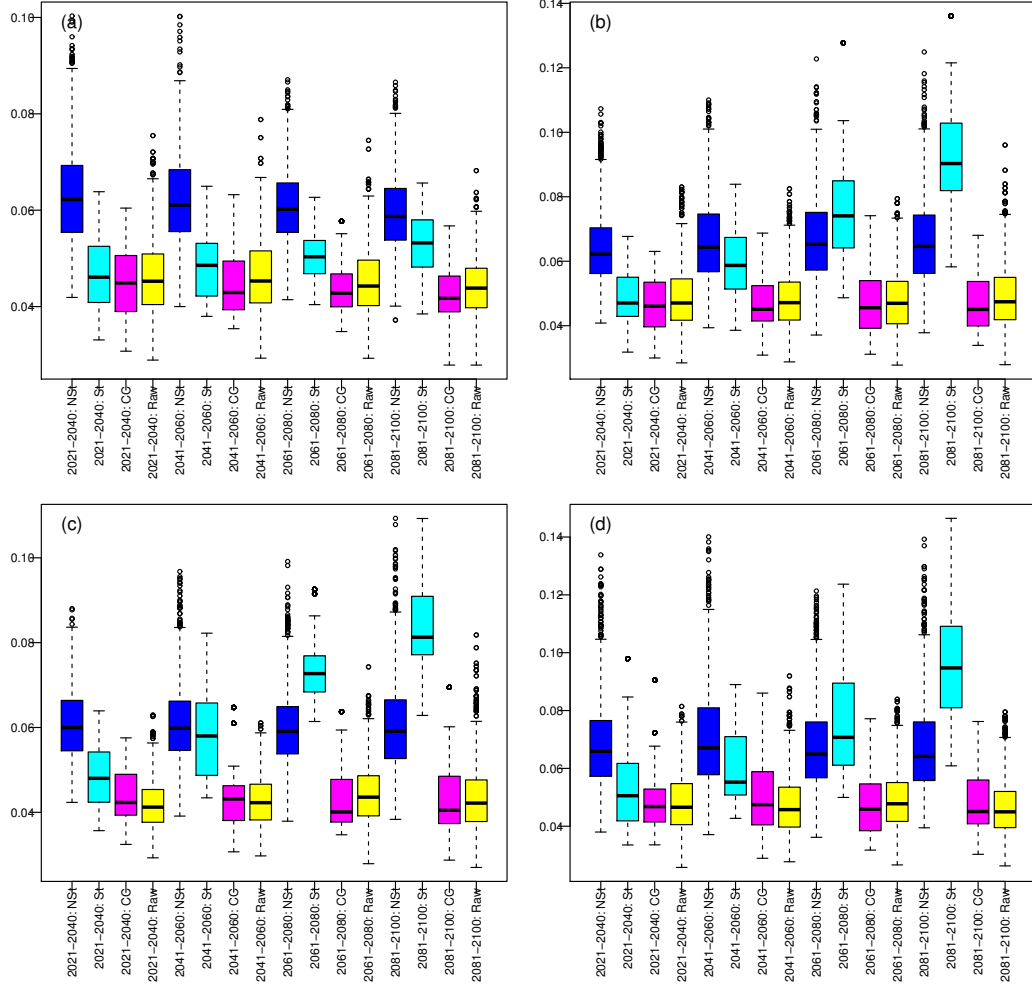 (a)
0.10
0.08
0.06
0.04
2021−2040: NSt
2021−2040: St
2021−2040: CG
2021−2040: Raw
2041−2060: NSt
2041−2060: St
2041−2060: CG
2041−2060: Raw
2061−2080: NSt
2061−2080: St
2061−2080: CG
2061−2080: Raw
2081−2100: NSt
2081−2100: St
2081−2100: CG
2081−2100: Raw
(b)
0.14
0.12
0.10
0.08
0.06
0.04
2021−2040: NSt
2021−2040: St
2021−2040: CG
2021−2040: Raw
2041−2060: NSt
2041−2060: St
2041−2060: CG
2041−2060: Raw
2061−2080: NSt
2061−2080: St
2061−2080: CG
2061−2080: Raw
2081−2100: NSt
2081−2100: St
2081−2100: CG
2081−2100: Raw
(c)
0.10
0.08
0.06
0.04
2021−2040: NSt
2021−2040: St
2021−2040: CG
2021−2040: Raw
2041−2060: NSt
2041−2060: St
2041−2060: CG
2041−2060: Raw
2061−2080: NSt
2061−2080: St
2061−2080: CG
2061−2080: Raw
2081−2100: NSt
2081−2100: St
2081−2100: CG
2081−2100: Raw
(d)
0.14
0.12
0.10
0.08
0.06
0.04
2021−2040: NSt
2021−2040: St
2021−2040: CG
2021−2040: Raw
2041−2060: NSt
2041−2060: St
2041−2060: CG
2041−2060: Raw
2061−2080: NSt
2061−2080: St
2061−2080: CG
2061−2080: Raw
2081−2100: NSt
2081−2100: St
2081−2100: CG
2081−2100: Raw